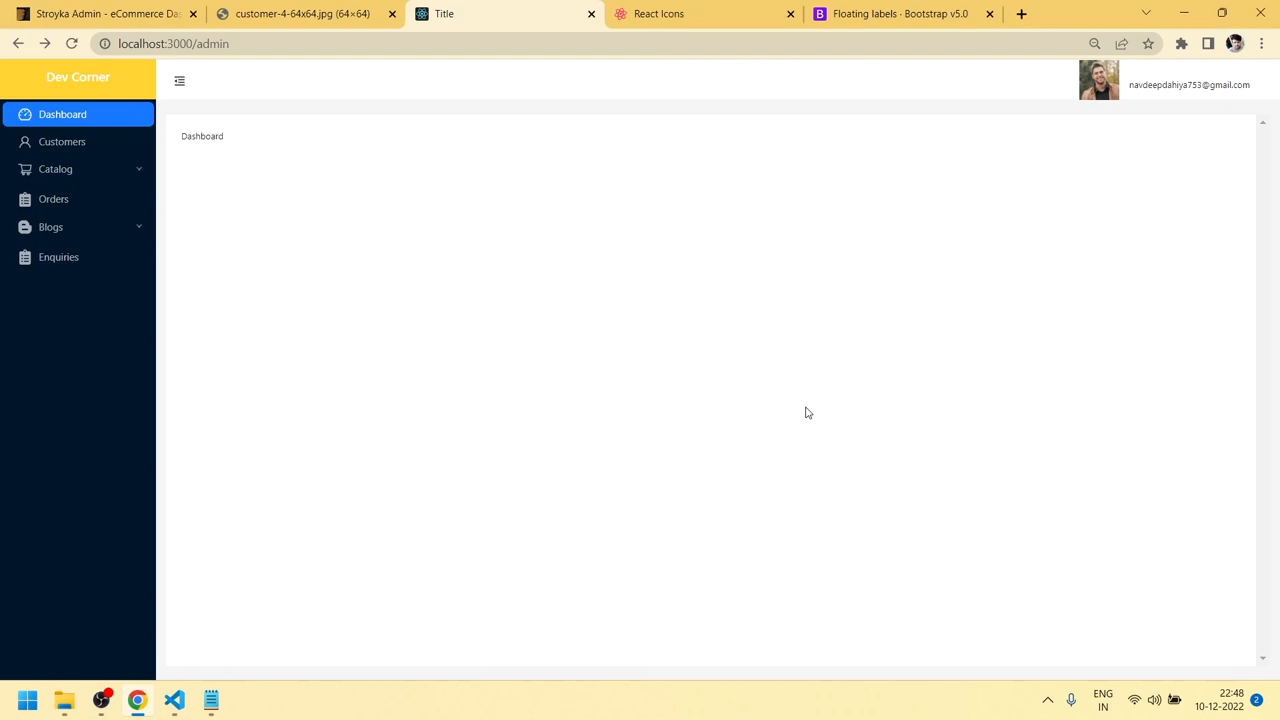 Stroyka Admin - eCommerce Das
customer-4-64x64.jpg (64×64)
Title
React Icons
Floating labels · Bootstrap v5.0
localhost:3000/admin
Dev Corner
navdeepdahiya753@gmail.com
Dashboard
Customers
Catalog
Orders
Blogs
Enquiries
Dashboard
ENG
IN
22:48
10-12-2022
2